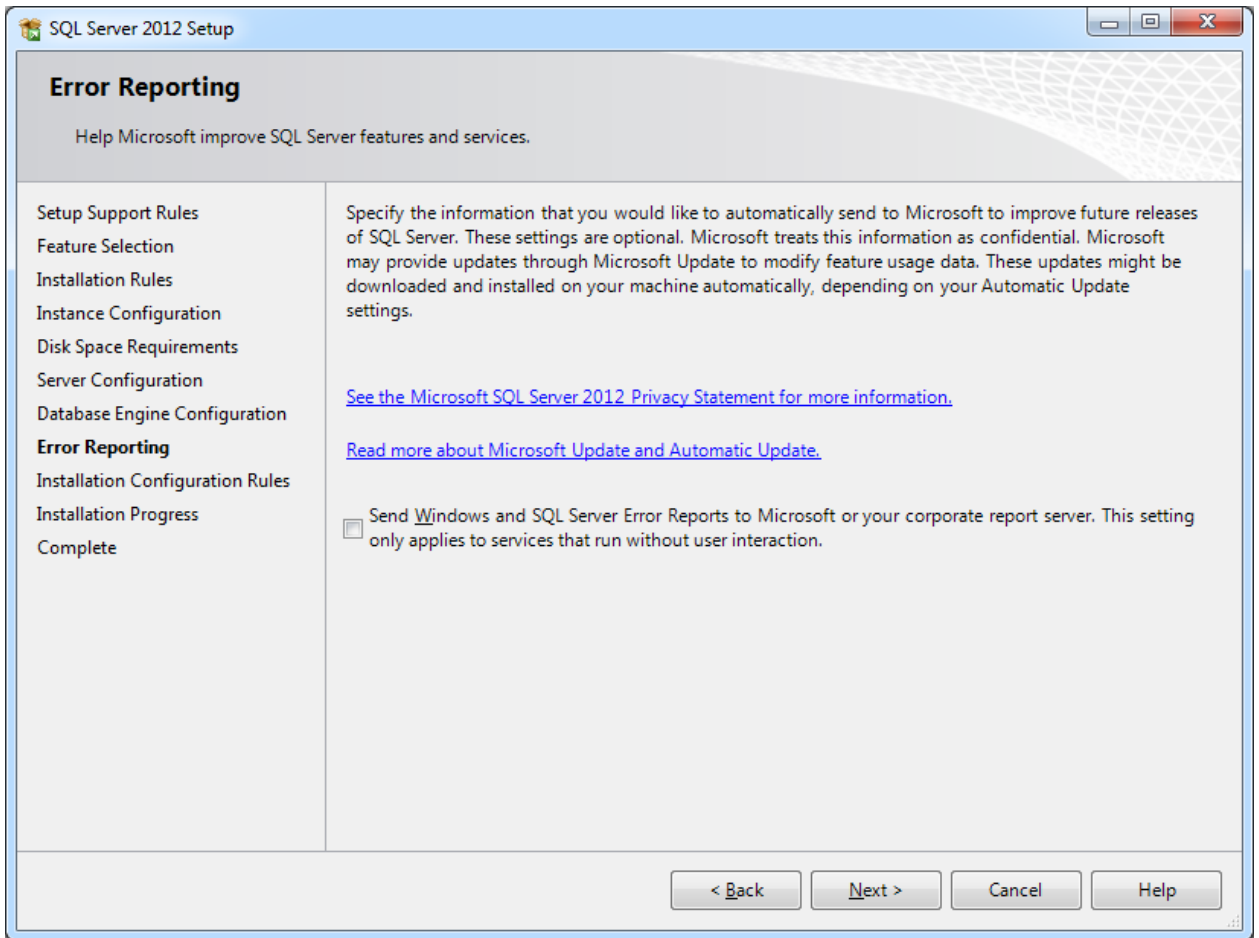 SQL Server 2012 Setup
Error Reporting
Help Microsoft improve SQL Server features and services.
Setup Support Rules
Feature Selection
Installation Rules
Instance Configuration
Disk Space Requirements
Server Configuration
Database Engine Configuration
Error Reporting
Installation Configuration Rules
Installation Progress
Complete
Specify the information that you would like to automatically send to Microsoft to improve future releases
of SQL Server. These settings are optional. Microsoft treats this information as confidential. Microsoft
may provide updates through Microsoft Update to modify feature usage data. These updates might be
downloaded and installed on your machine automatically, depending on your Automatic Update
settings.
See the Microsoft SQL Server 2012 Privacy Statement for more information.
Read more about Microsoft Update and Automatic Update.
Send Windows and SQL Server Error Reports to Microsoft or your corporate report server. This setting
only applies to services that run without user interaction.
< Back
Next >
Cancel
Help